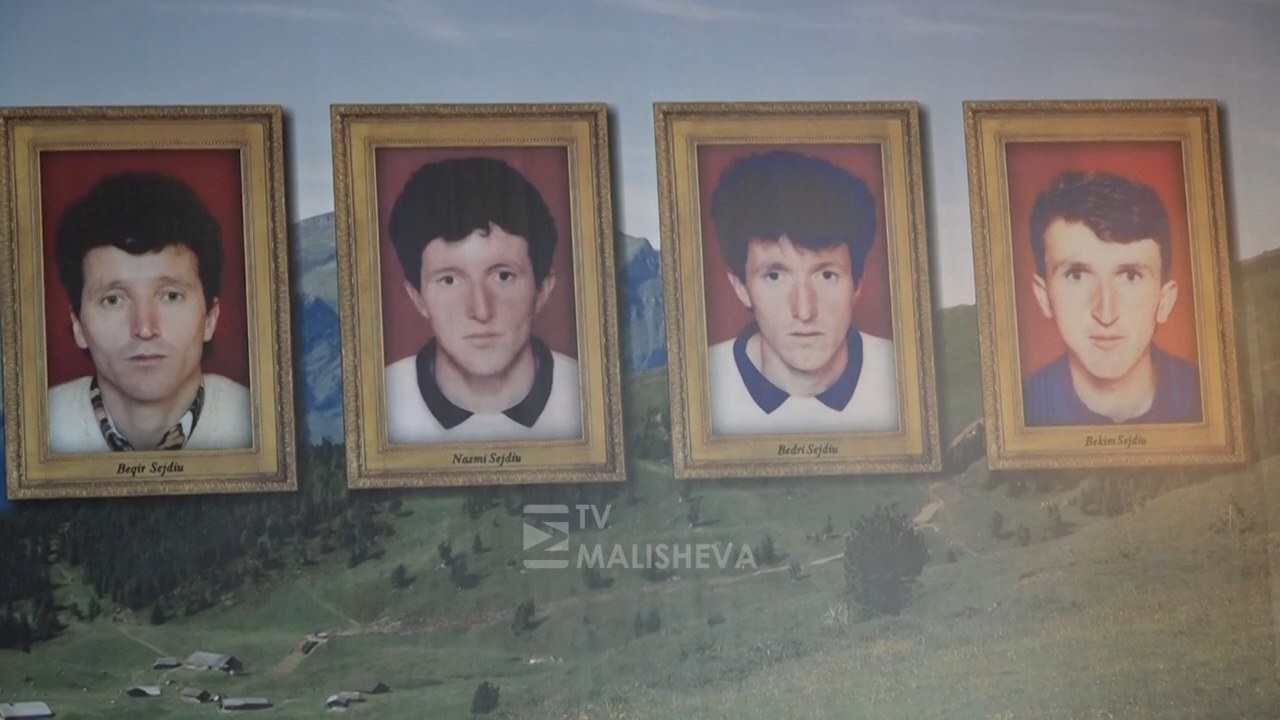 Beqir Sejdiu
Nazmi Sejdiu
Bedri Sejdiu
Bekim Sejdiu
TV
MALISHEVA